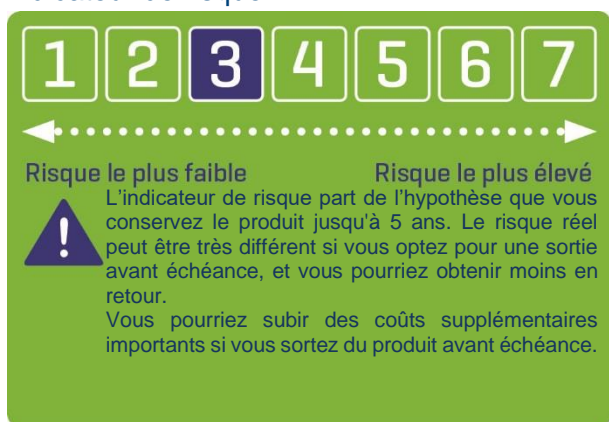 1 2 3 4 5 6 7
Risque le plus faible Risque le plus élevé
L'indicateur de risque part de l'hypothèse que vous
conservez le produit jusqu'à 5 ans. Le risque réel
peut être très différent si vous optez pour une sortie
avant échéance, et vous pourriez obtenir moins en
retour.
Vous pourriez subir des coûts supplémentaires
importants si vous sortez du produit avant échéance.